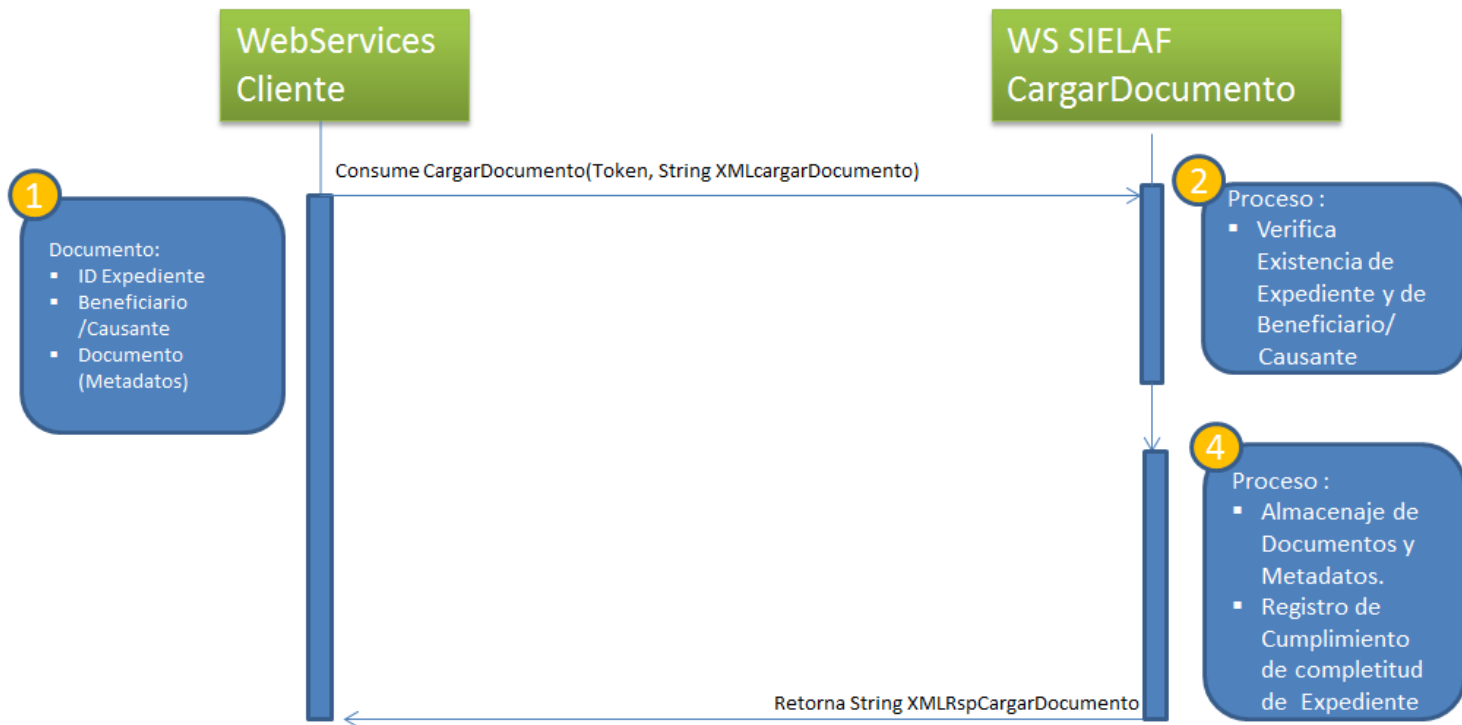 WebServices
Cliente
WS SIELAF
CargarDocumento
Consume CargarDocumento(Token, String XMLcargarDocumento)
1
Documento:
▪ ID Expediente
▪ Beneficiario
/Causante
▪ Documento
(Metadatos)
2
Proceso :
▪ Verifica
Existencia de
Expediente y de
Beneficiario/
Causante
4
Proceso :
▪ Almacenaje de
Documentos y
Metadatos.
▪ Registro de
Cumplimiento
de completitud
de Expediente
Retorna String XMLRspCargarDocumento